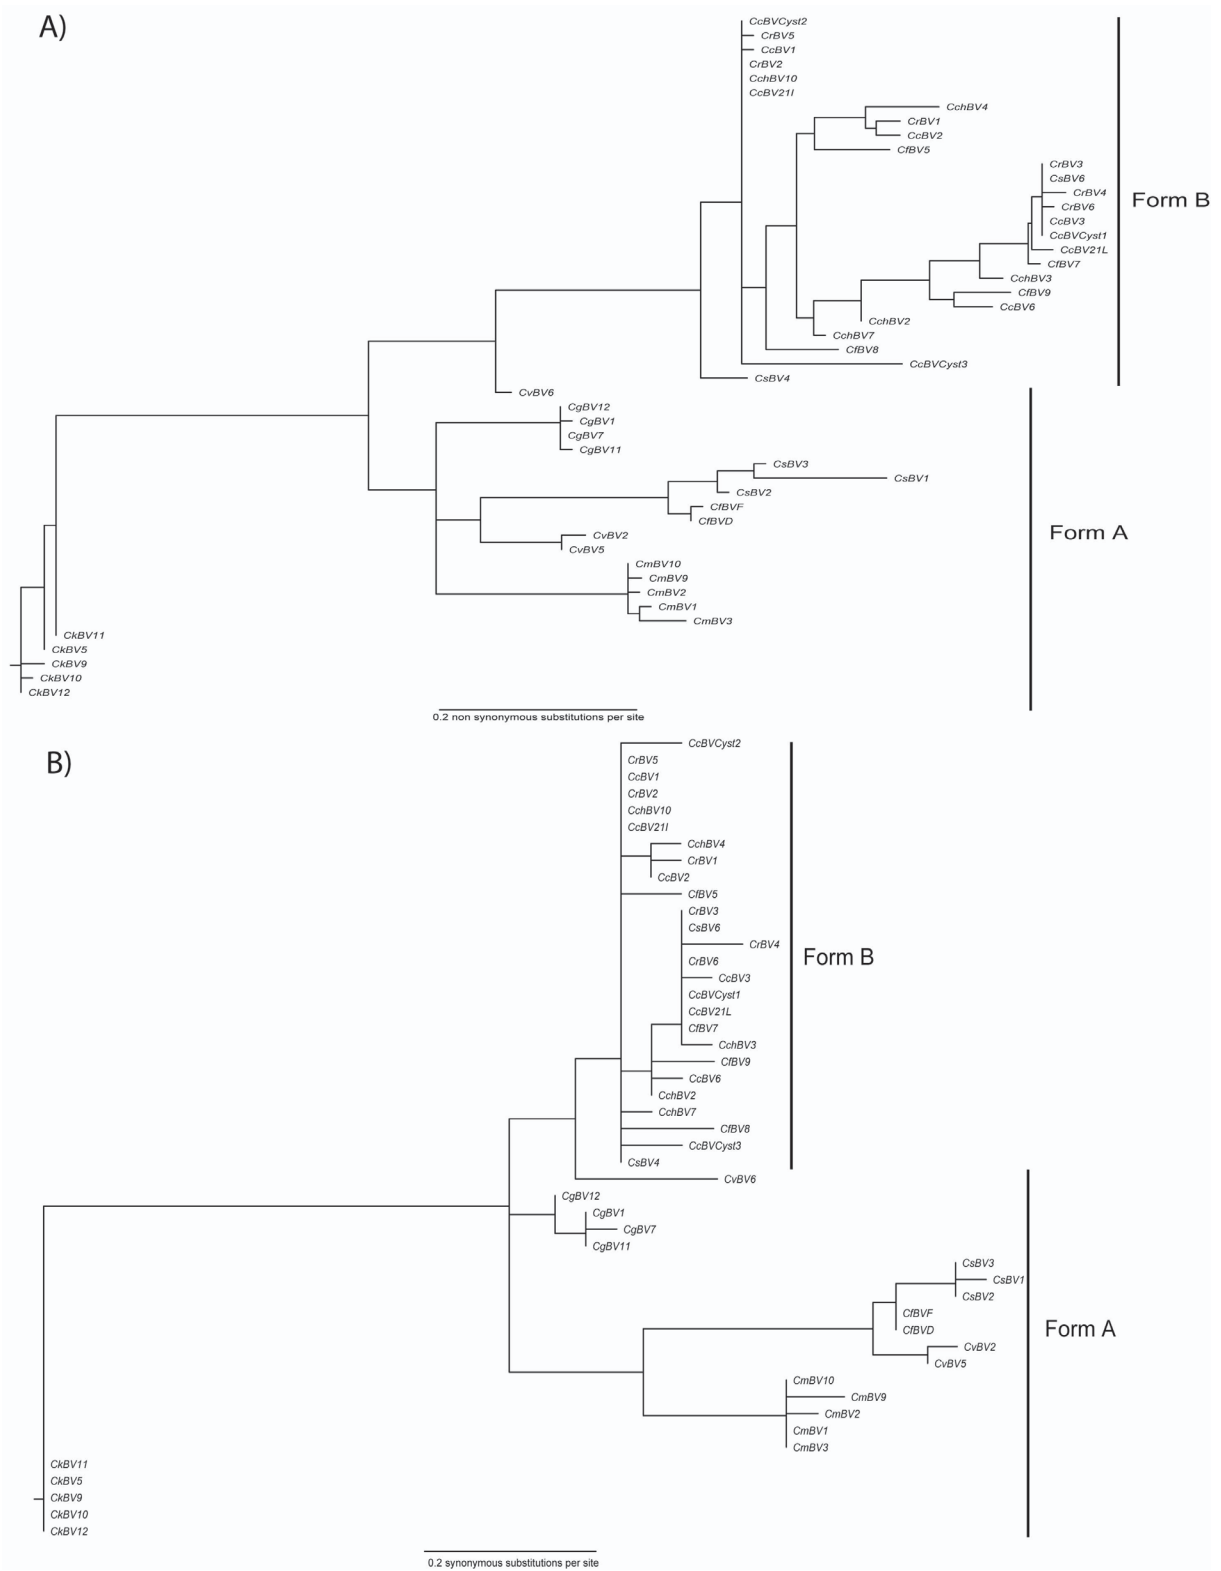 A)
CcBVCyst2
CrBV5
CcBV1
CrBV2
CchBV10
CcBV21I
CchBV4
CrBV1
CcBV2
CfBV5
CrBV3
CsBV6
CrBV4
CrBV6
CcBV3
CcBVCyst1
CcBV21L
CfBV7
CchBV3
CfBV9
CcBV6
CchBV2
CchBV7
CfBV8
CcBVCyst3
CsBV4
Form B
CvBV6
CgBV12
CgBV1
CgBV7
CgBV11
CsBV3
CsBV1
CsBV2
CfBVF
CfBVD
CvBV2
CvBV5
CmBV10
CmBV9
CmBV2
CmBV1
CmBV3
Form A
CkBV11
CkBV5
CkBV9
CkBV10
CkBV12
0.2 non synonymous substitutions per site
B)
CcBVCyst2
CrBV5
CcBV1
CrBV2
CchBV10
CcBV21I
CchBV4
CrBV1
CcBV2
CfBV5
CrBV3
CsBV6
CrBV4
CrBV6
CcBV3
CcBVCyst1
CcBV21L
CfBV7
CchBV3
CfBV9
CcBV6
CchBV2
CchBV7
CfBV8
CcBVCyst3
CsBV4
Form B
CvBV6
CgBV12
CgBV1
CgBV7
CgBV11
CsBV3
CsBV1
CsBV2
CfBVF
CfBVD
CvBV2
CvBV5
CmBV10
CmBV9
CmBV2
CmBV1
CmBV3
Form A
CkBV11
CkBV5
CkBV9
CkBV10
CkBV12
0.2 synonymous substitutions per site